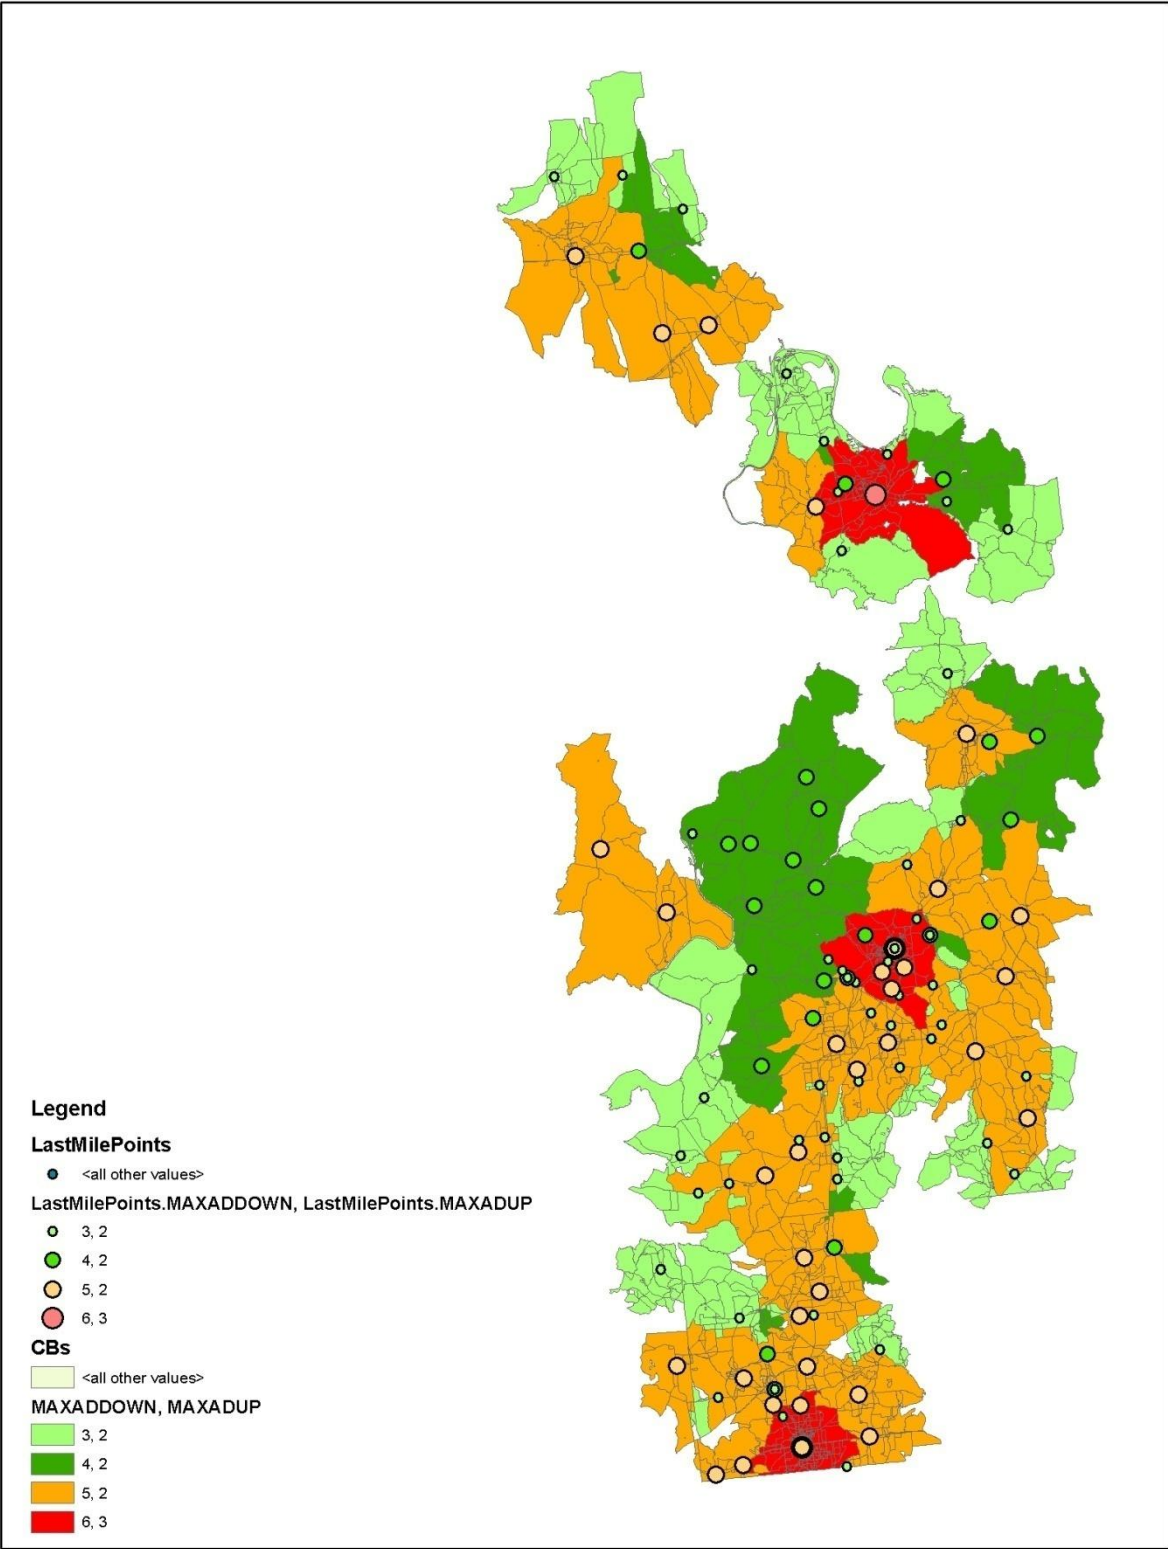 Legend
LastMilePoints
<all other values>
LastMilePoints.MAXADDOWN, LastMilePoints.MAXADUP
3, 2
4, 2
5, 2
6, 3
CBs
<all other values>
MAXADDOWN, MAXADUP
3, 2
4, 2
5, 2
6, 3